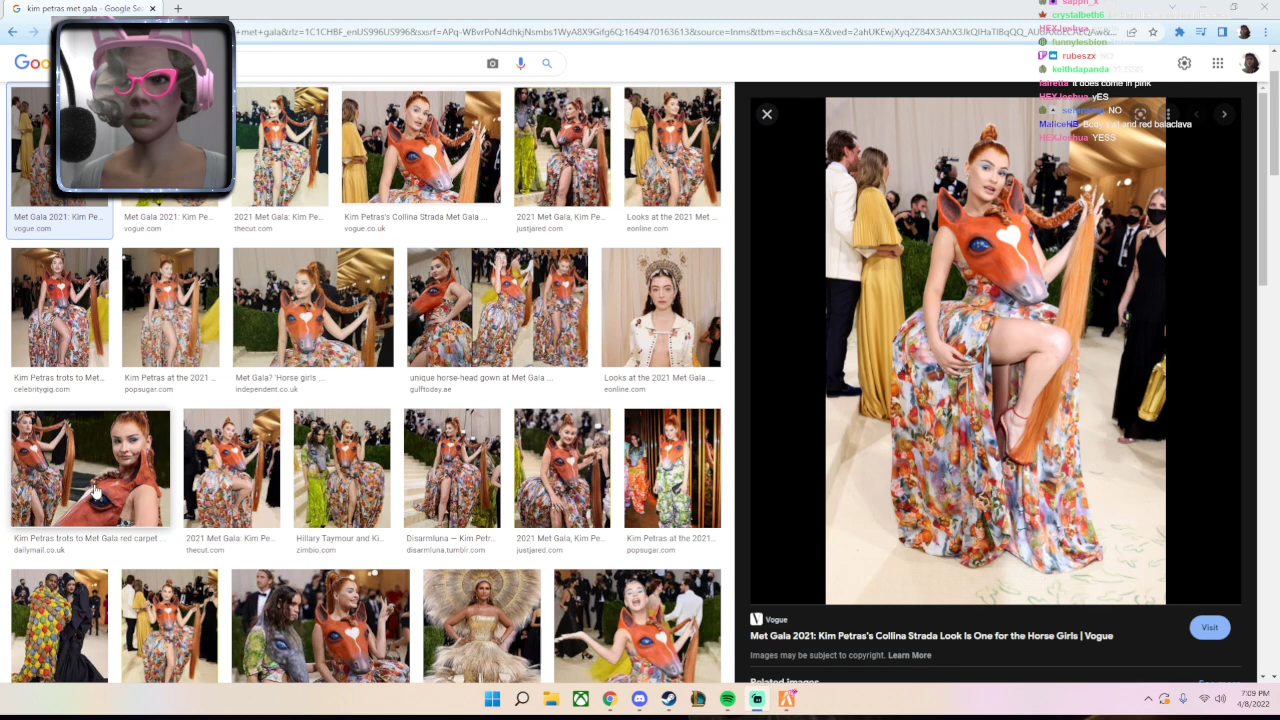 kim petras met gala - Google Sea
sapph_x
crystalbeth6
HEXJoshua
funnylesbion
rubeszx NO
keithdapanda
it does come in pink
HEXJoshua yES
NO
MaliceHB
and red balaclava
HEXJoshua YESS
Goo
Met Gala 2021: Kim Pe...
vogue.com
Met Gala 2021: Kim Pe...
vogue.com
2021 Met Gala: Kim Pe...
thecut.com
Kim Petras's Collina Strada Met Gala ...
vogue.co.uk
2021 Met Gala, Kim Pe...
justjared.com
Looks at the 2021 Met ...
eonline.com
Kim Petras trots to Met...
celebritygig.com
Kim Petras at the 2021 ...
popsugar.com
Met Gala? 'Horse girls ...
independent.co.uk
unique horse-head gown at Met Gala ...
gulftoday.ae
Looks at the 2021 Met Gala ...
eonline.com
Kim Petras trots to Met Gala red carpet ...
dailymail.co.uk
2021 Met Gala: Kim Pe...
thecut.com
Hillary Taymour and Ki...
zimbio.com
Disarmluna — Kim Petr...
disarmluna.tumblr.com
2021 Met Gala, Kim Pe...
justjared.com
Kim Petras at the 2021...
popsugar.com
Vogue
Met Gala 2021: Kim Petras's Collina Strada Look Is One for the Horse Girls | Vogue
Visit
Images may be subject to copyright. Learn More
Related images
7:09 PM
4/8/2022